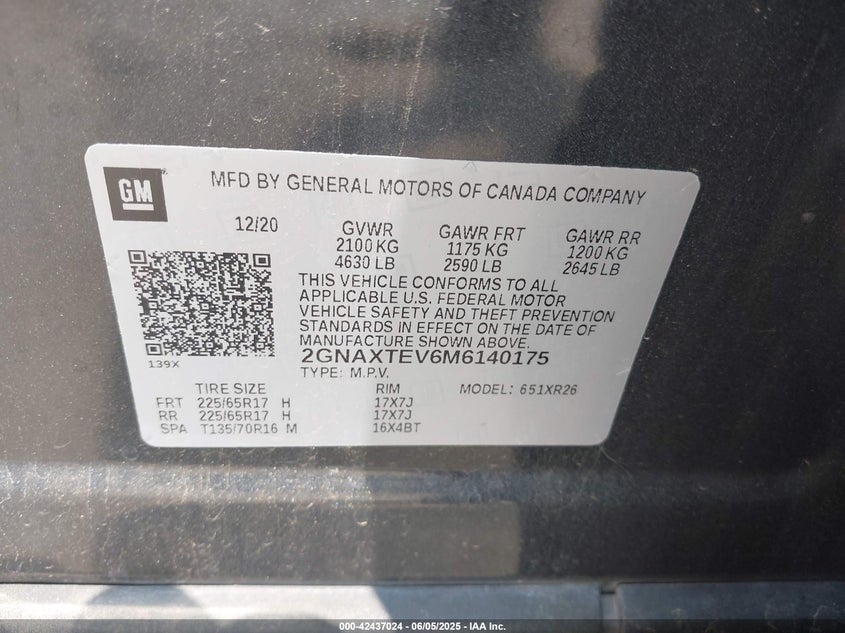 GM
MFD BY GENERAL MOTORS OF CANADA COMPANY
12/20 GVWR GAWR FRT GAWR RR
2100 KG 1175 KG 1200 KG
4630 LB 2590 LB 2645 LB
THIS VEHICLE CONFORMS TO ALL
APPLICABLE U.S. FEDERAL MOTOR
VEHICLE SAFETY AND THEFT PREVENTION
STANDARDS IN EFFECT ON THE DATE OF
MANUFACTURE SHOWN ABOVE.
2GNAXTEV6M6140175
139X
TYPE: M.P.V.
TIRE SIZE RIM MODEL: 651XR26
FRT 225/65R17 H 17X7J
RR 225/65R17 H 17X7J
SPA T135/70R16 M 16X4BT
000-42437024 - 06/05/2025 - IAA Inc.